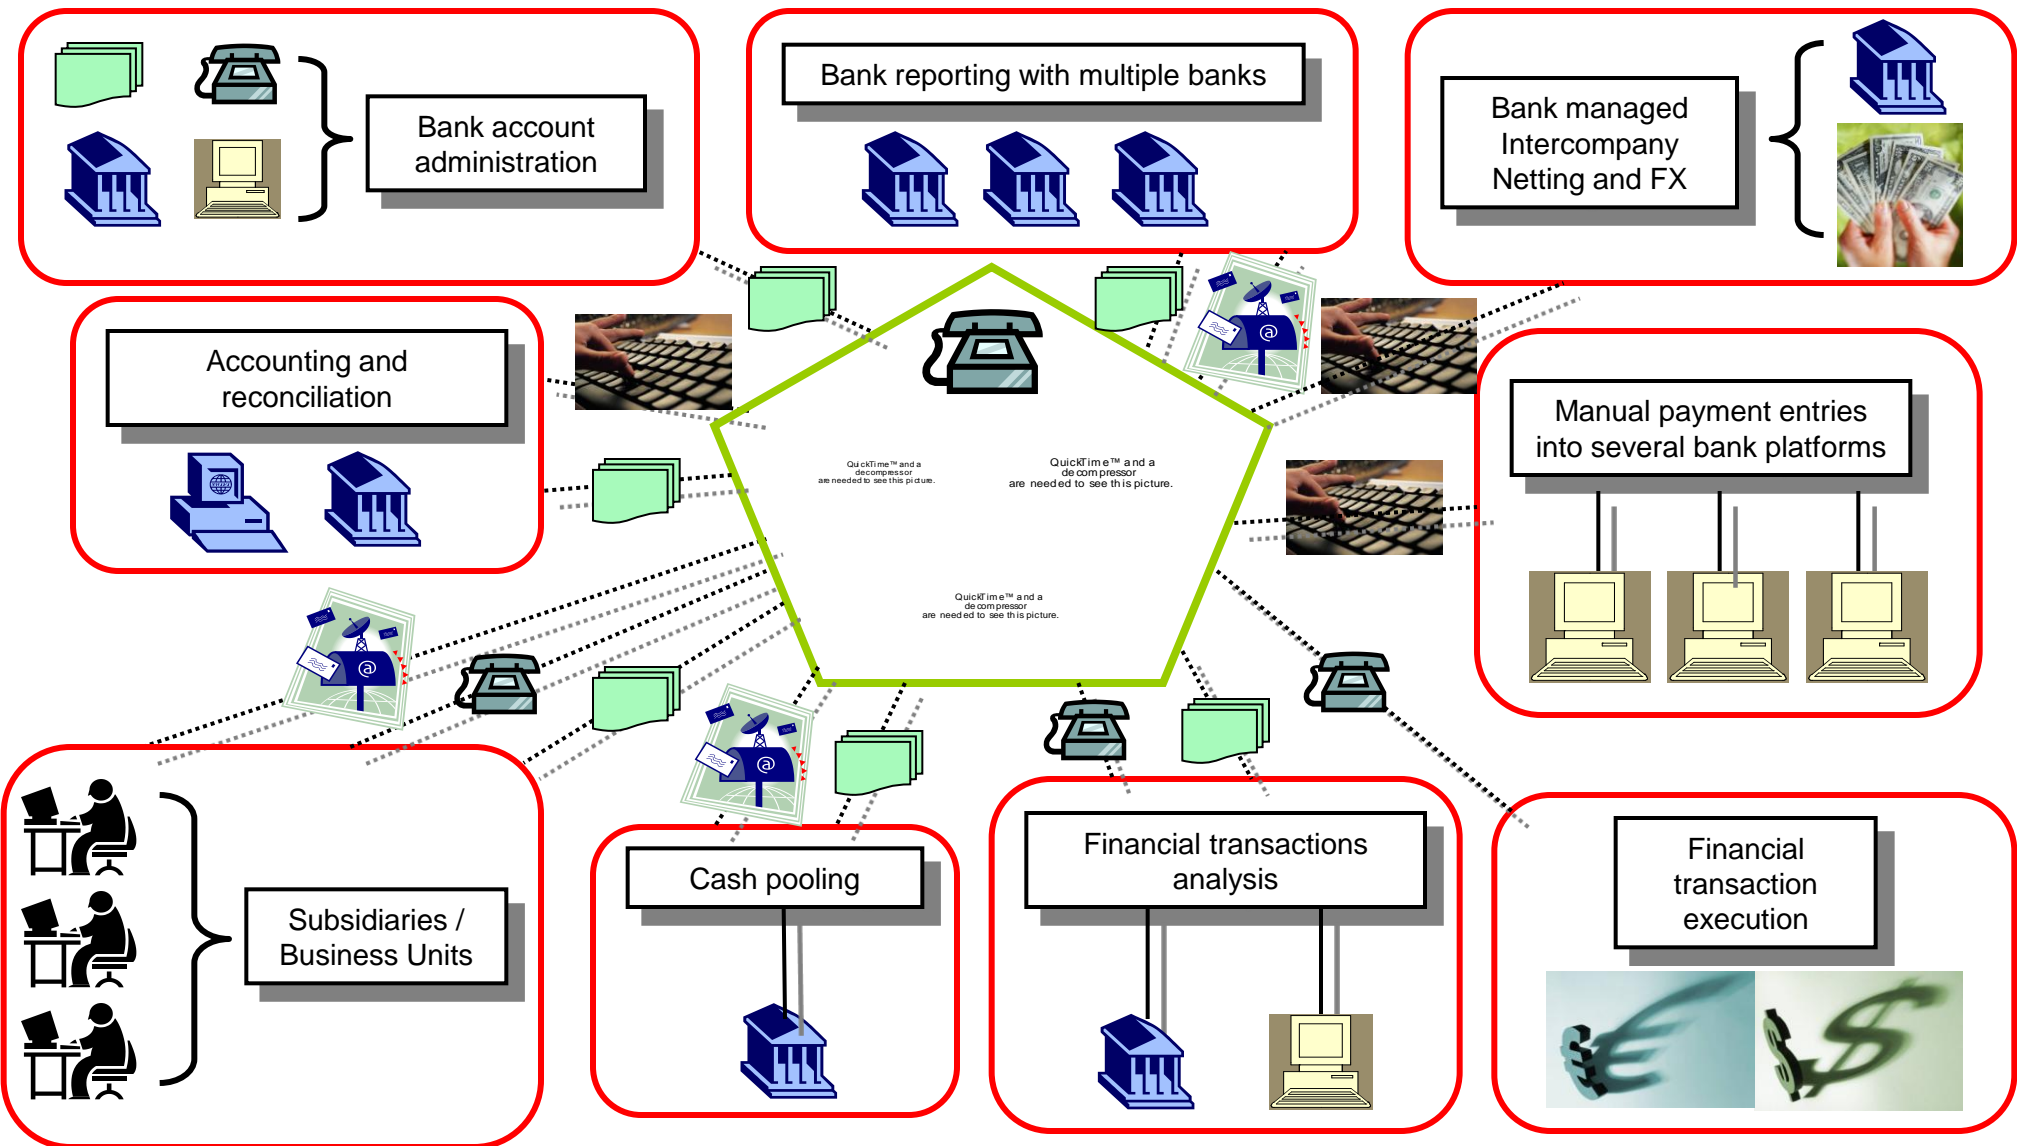 Bank account
administration
Bank reporting with multiple banks
Bank managed
Intercompany
Netting and FX
Accounting and
reconciliation
Manual payment entries
into several bank platforms
QuickTime™ and a
decompressor
are needed to see this picture.
QuickTime™ and a
decompressor
are needed to see this picture.
QuickTime™ and a
decompressor
are needed to see this picture.
@
@
@
Subsidiaries /
Business Units
Cash pooling
Financial transactions
analysis
Financial
transaction
execution